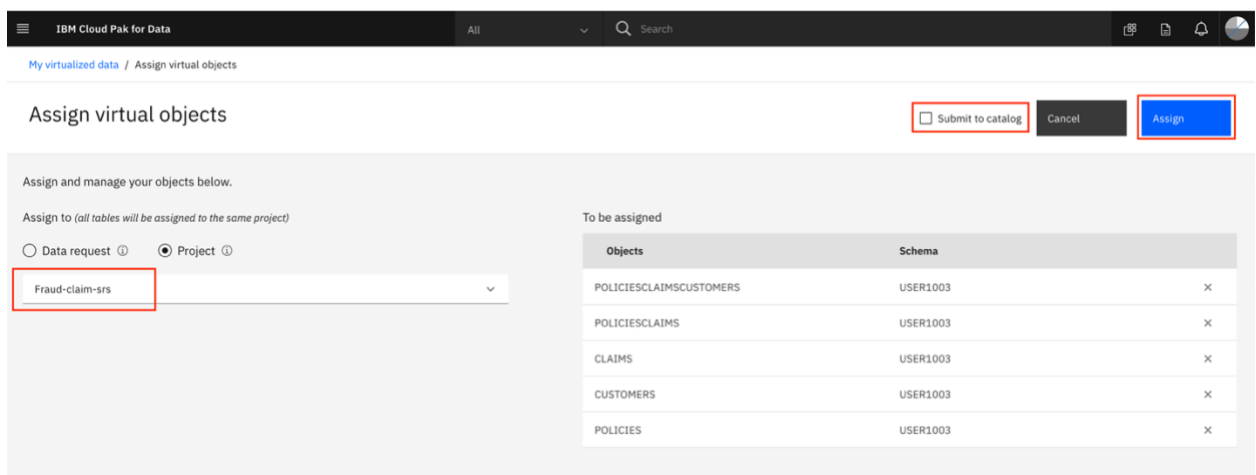 IBM Cloud Pak for Data All Search
My virtualized data / Assign virtual objects
Assign virtual objects
Submit to catalog Cancel Assign
Assign and manage your objects below.
Assign to (all tables will be assigned to the same project)
Data request Project
Fraud-claim-srs
To be assigned
Objects Schema
POLICIESCLAIMSCUSTOMERS USER1003
POLICIESCLAIMS USER1003
CLAIMS USER1003
CUSTOMERS USER1003
POLICIES USER1003